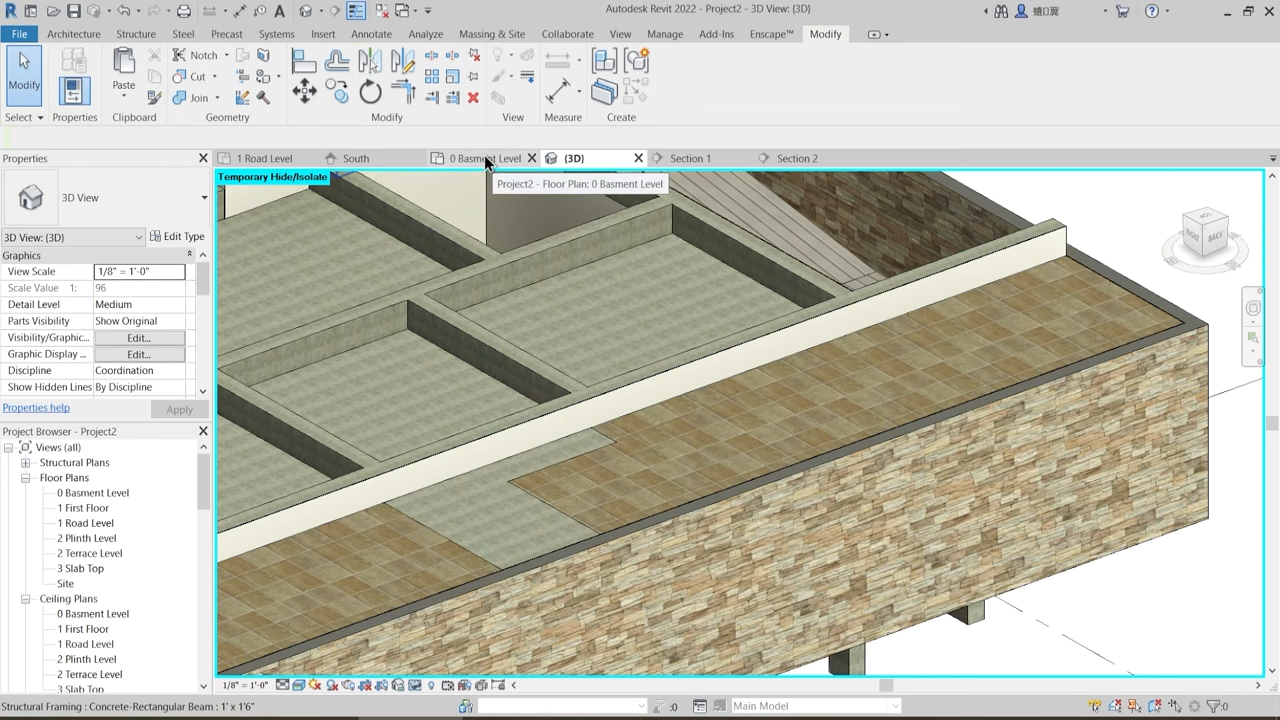 Autodesk Revit 2022 - Project2 - 3D View: {3D}
File Architecture Structure Steel Precast Systems Insert Annotate Analyze Massing & Site Collaborate View Manage Add-Ins Enscape™ Modify
Modify Paste Notch Cut Join
Select Properties Clipboard Geometry Modify View Measure Create
Properties
1 Road Level South 0 Basment Level {3D} Section 1 Section 2
Temporary Hide/Isolate
Project2 - Floor Plan: 0 Basment Level
RIGHT BACK
3D View
3D View: {3D} Edit Type
Graphics
View Scale 1/8" = 1'-0"
Scale Value 1: 96
Detail Level Medium
Parts Visibility Show Original
Visibility/Graphic... Edit...
Graphic Display ... Edit...
Discipline Coordination
Show Hidden Lines By Discipline
Properties help Apply
Project Browser - Project2
Views (all)
Structural Plans
Floor Plans
0 Basment Level
1 First Floor
1 Road Level
2 Plinth Level
2 Terrace Level
3 Slab Top
Site
Ceiling Plans
0 Basment Level
1 First Floor
1 Road Level
2 Plinth Level
2 Terrace Level
3 Slab Top
1/8" = 1'-0"
Structural Framing : Concrete-Rectangular Beam : 1' x 1'6" :0 Main Model :0